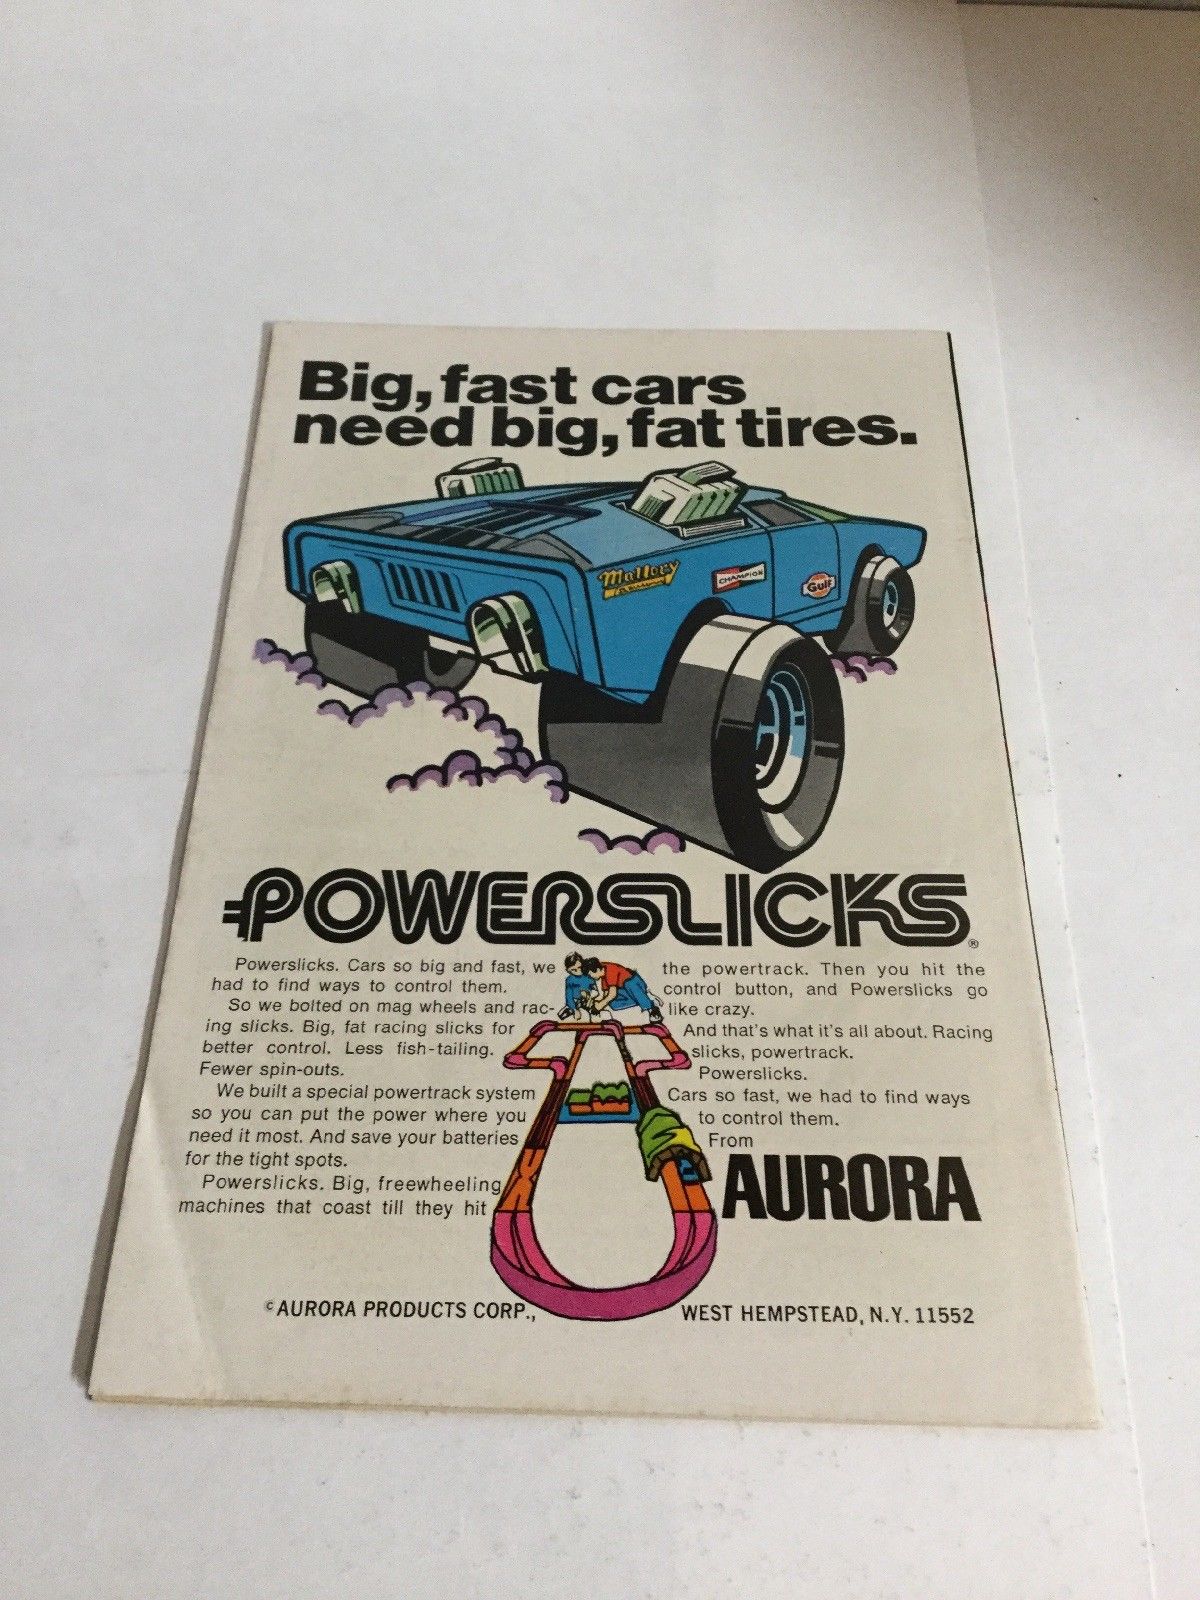 Big, fast cars
need big, fat tires.
Mallory
CHAMPION
Gulf
POWERSLICKS®
Powerslicks. Cars so big and fast, we
had to find ways to control them.
So we bolted on mag wheels and rac-
ing slicks. Big, fat racing slicks for
better control. Less fish-tailing.
Fewer spin-outs.
We built a special powertrack system
so you can put the power where you
need it most. And save your batteries
for the tight spots.
Powerslicks. Big, freewheeling
machines that coast till they hit
the powertrack. Then you hit the
control button, and Powerslicks go
like crazy.
And that's what it's all about. Racing
slicks, powertrack.
Powerslicks.
Cars so fast, we had to find ways
to control them.
From
AURORA
©AURORA PRODUCTS CORP., WEST HEMPSTEAD, N.Y. 11552